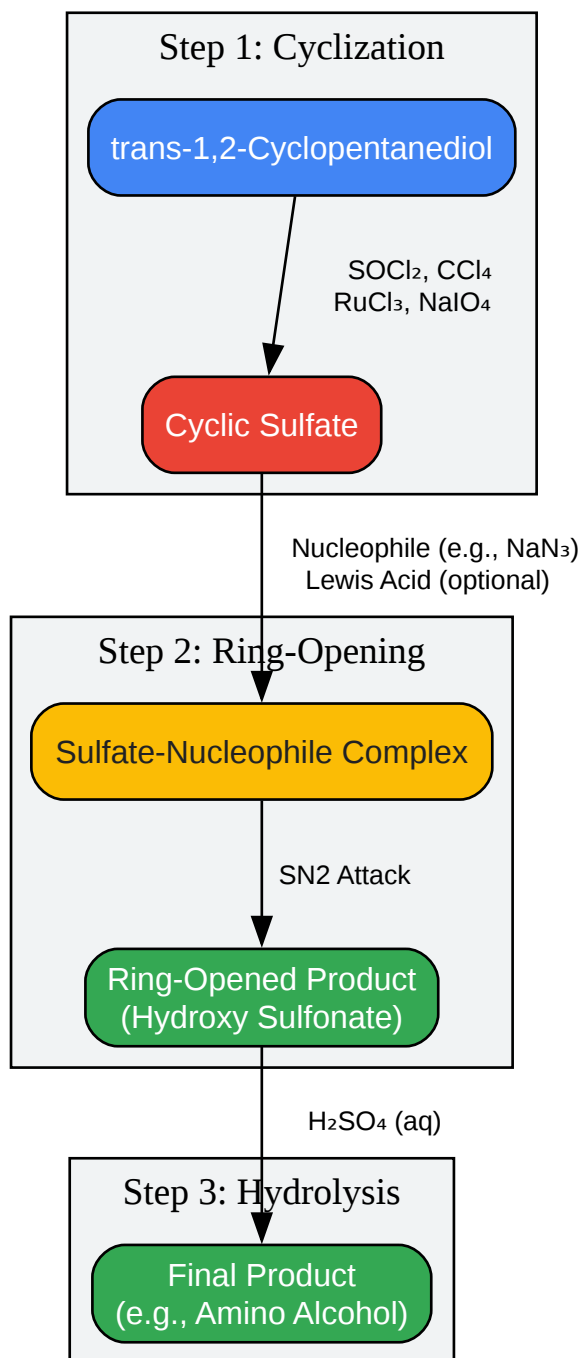 Step 1: Cyclization
trans-1,2-Cyclopentanediol
SOCl₂, CCl₄
RuCl₃, NaIO₄
Cyclic Sulfate
Nucleophile (e.g., NaN₃)
Lewis Acid (optional)
Step 2: Ring-Opening
Sulfate-Nucleophile Complex
SN2 Attack
Ring-Opened Product
(Hydroxy Sulfonate)
H₂SO₄ (aq)
Step 3: Hydrolysis
Final Product
(e.g., Amino Alcohol)